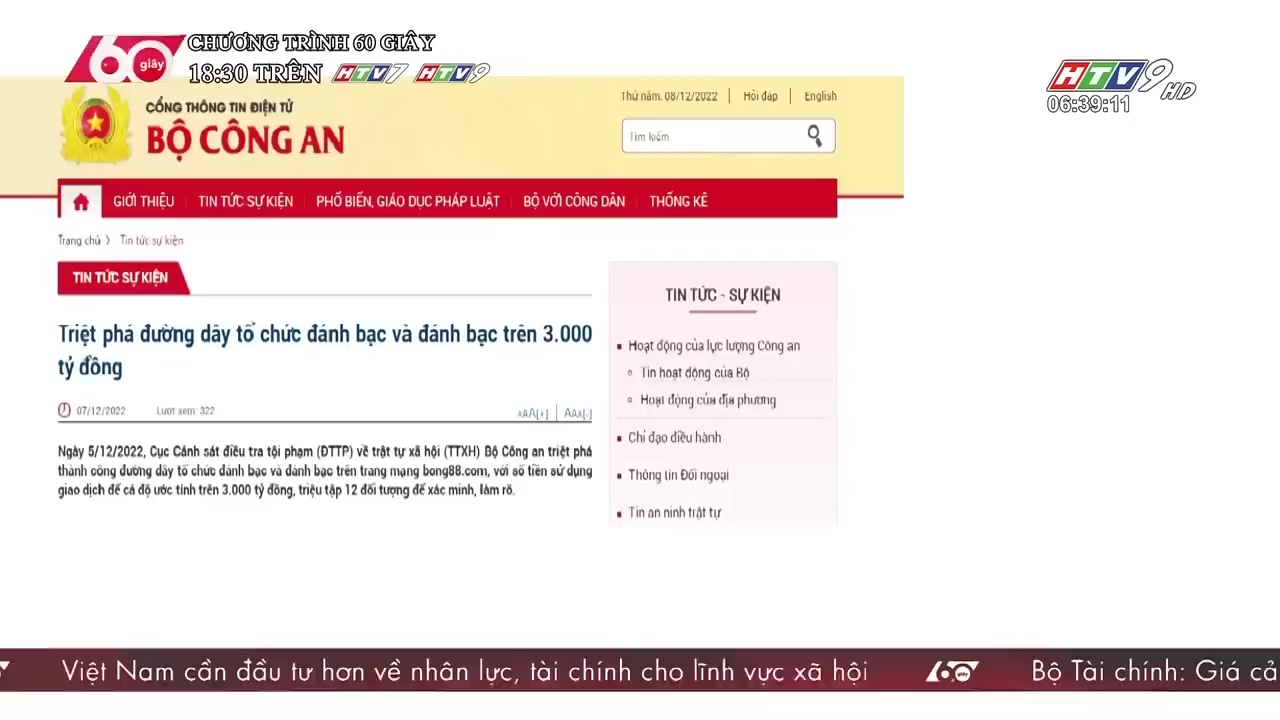 60 giây
CHƯƠNG TRÌNH 60 GIÂY
18:30 TRÊN HTV7 HTV9
HTV9 HD
06:39:11
CỔNG THÔNG TIN ĐIỆN TỬ
BỘ CÔNG AN
Thứ năm, 08/12/2022 | Hỏi đáp | English
Tìm kiếm
GIỚI THIỆU TIN TỨC SỰ KIỆN PHỔ BIẾN, GIÁO DỤC PHÁP LUẬT BỘ VỚI CÔNG DÂN THỐNG KÊ
Trang chủ > Tin tức sự kiện
TIN TỨC SỰ KIỆN
Triệt phá đường dây tổ chức đánh bạc và đánh bạc trên 3.000
tỷ đồng
07/12/2022 Lượt xem: 322 AAA[+] | AAA[-]
Ngày 5/12/2022, Cục Cảnh sát điều tra tội phạm (ĐTTP) về trật tự xã hội (TTXH) Bộ Công an triệt phá
thành công đường dây tổ chức đánh bạc và đánh bạc trên trang mạng bong88.com, với số tiền sử dụng
giao dịch để cá độ ước tính trên 3.000 tỷ đồng, triệu tập 12 đối tượng để xác minh, làm rõ.
TIN TỨC - SỰ KIỆN
Hoạt động của lực lượng Công an
Tin hoạt động của Bộ
Hoạt động của địa phương
Chỉ đạo điều hành
Thông tin Đối ngoại
Tin an ninh trật tự
Việt Nam cần đầu tư hơn về nhân lực, tài chính cho lĩnh vực xã hội 60 giây Bộ Tài chính: Giá cả